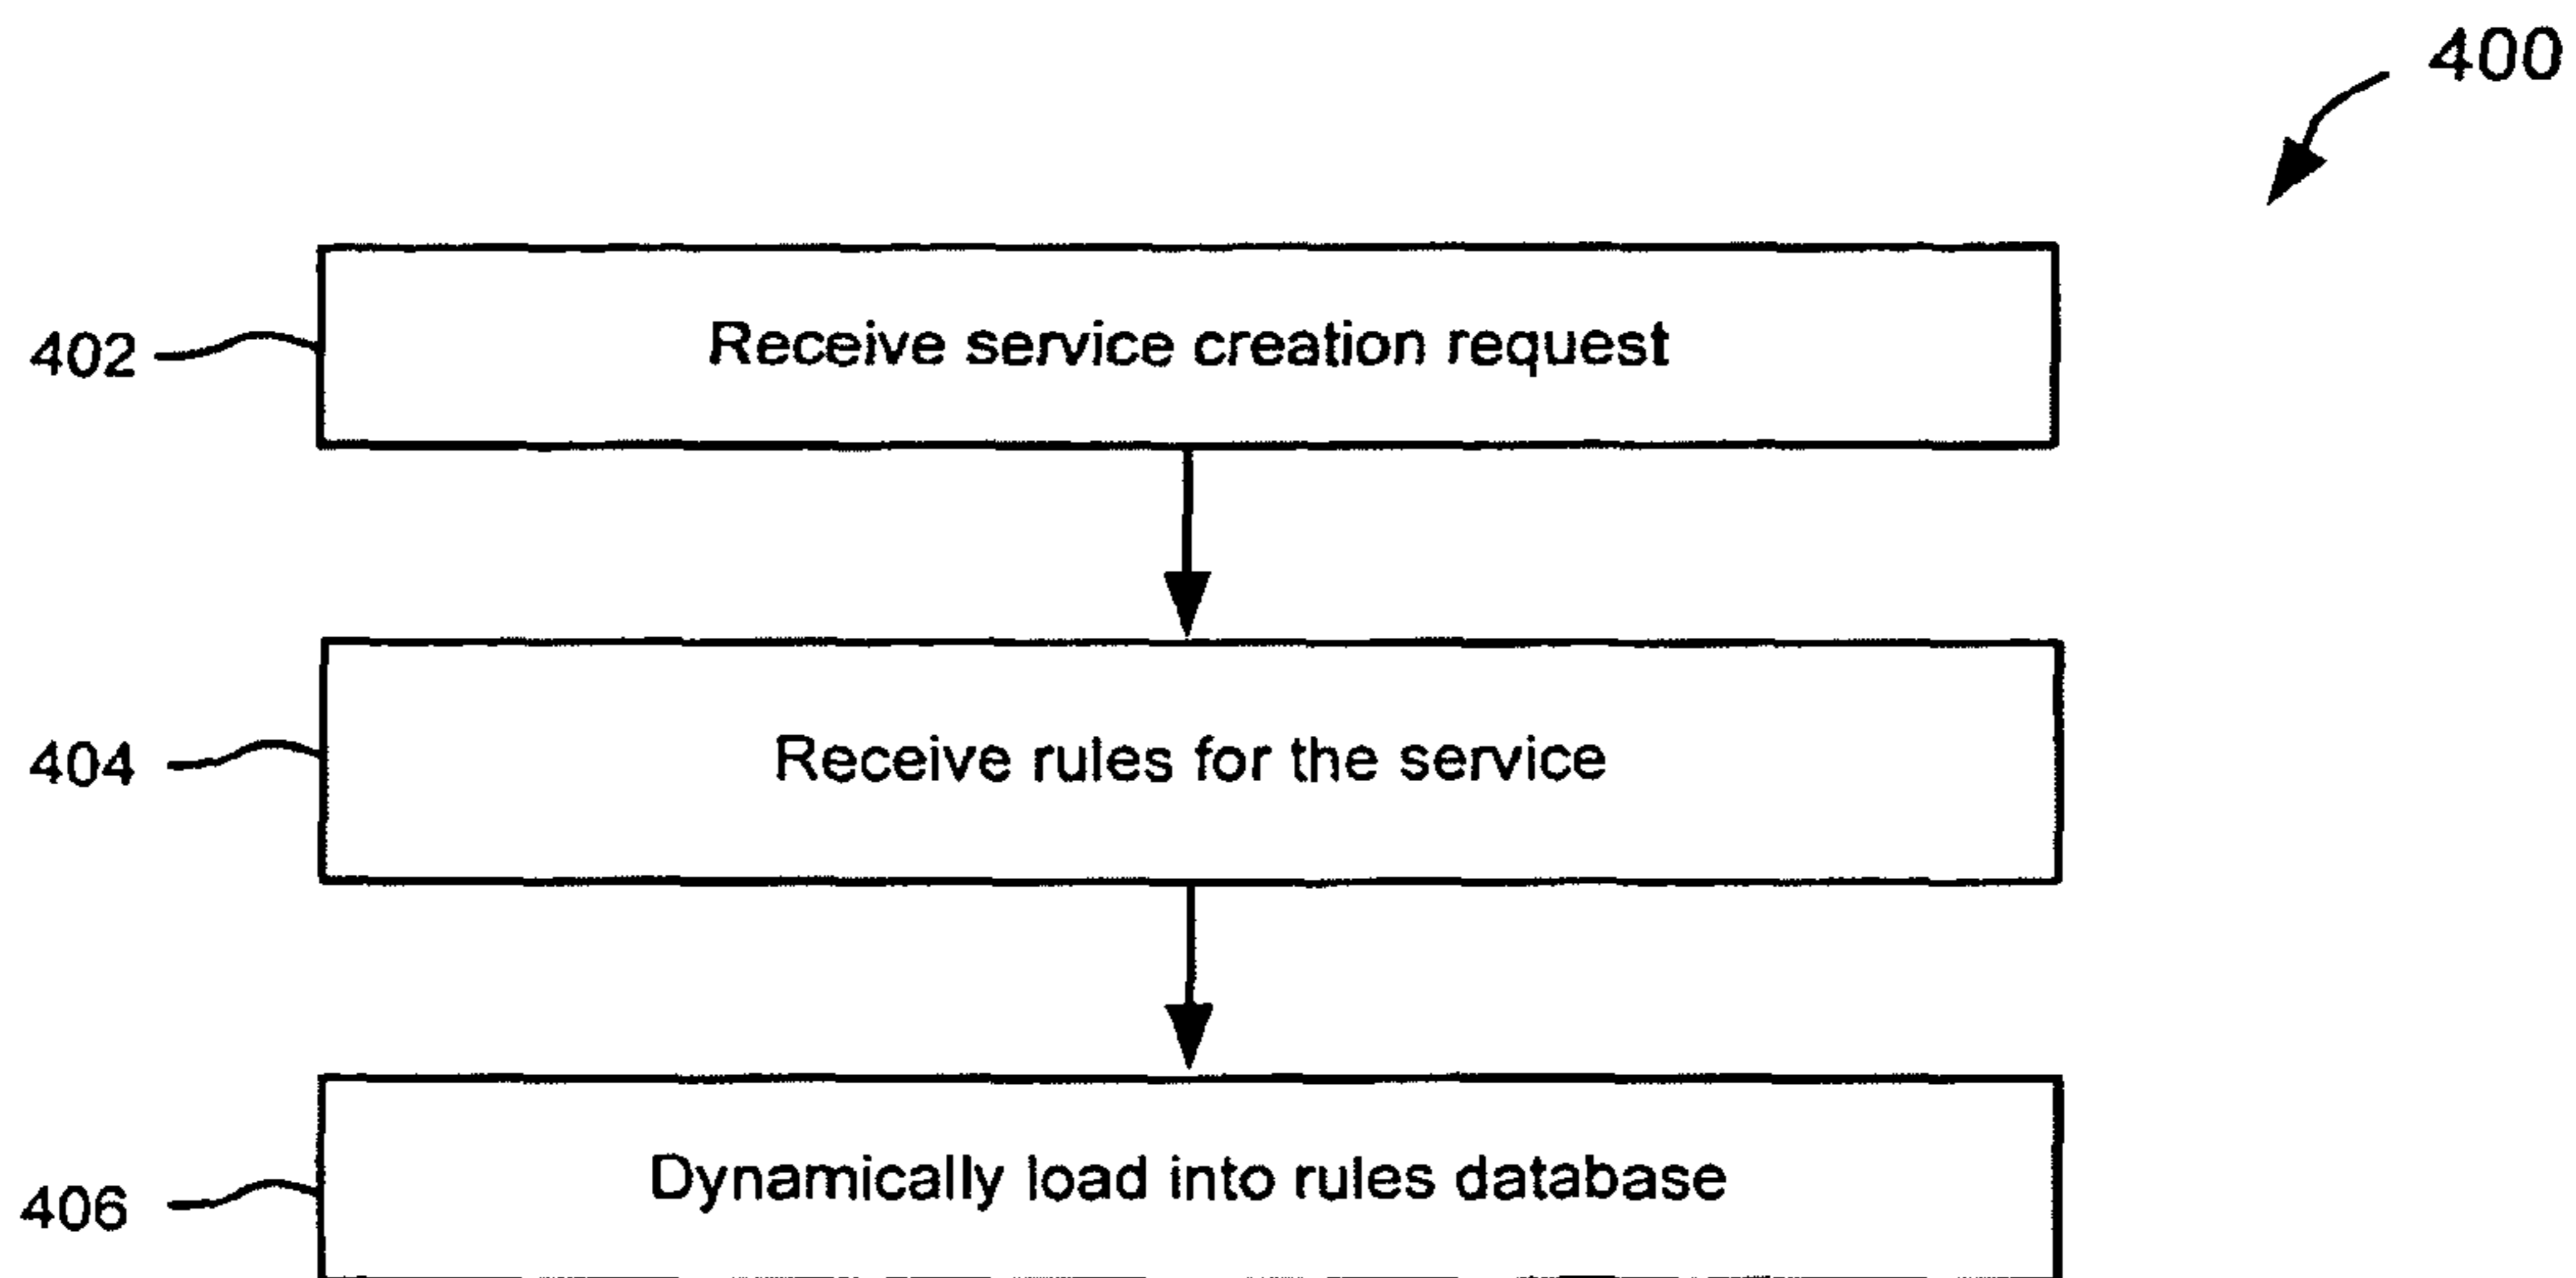 400
402
Receive service creation request
404
Receive rules for the service
406
Dynamically load into rules database